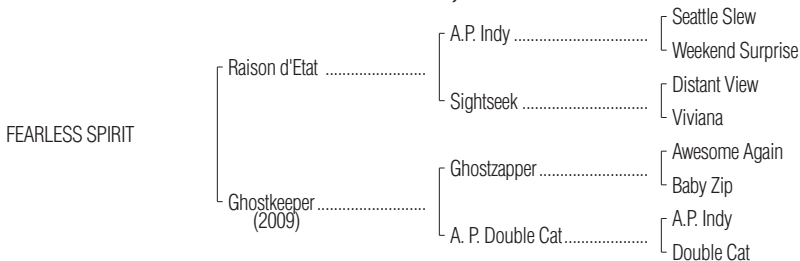 Seattle Slew
A.P. Indy ........................................
Weekend Surprise
Raison d'Etat ..............................
Distant View
Sightseek .....................................
Viviana
FEARLESS SPIRIT
Awesome Again
Ghostzapper ................................
Baby Zip
Ghostkeeper ................................
(2009)
A.P. Indy
A. P. Double Cat ........................
Double Cat